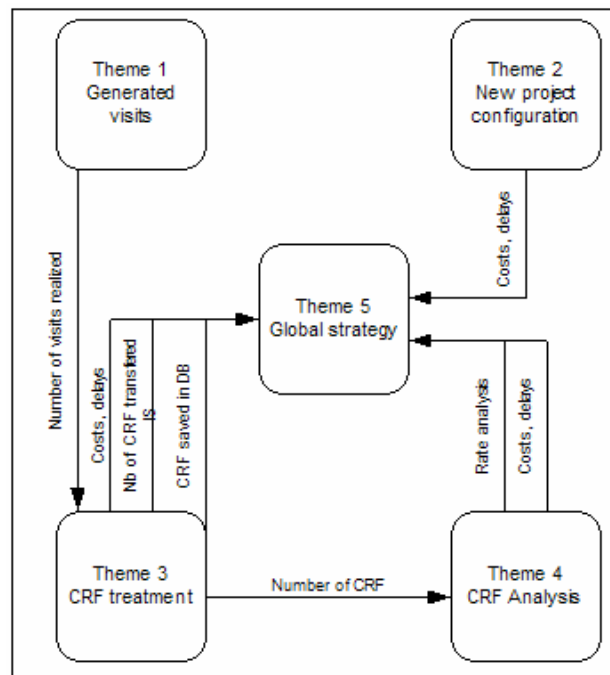 Theme 1
Generated
visits
Theme 2
New project
configuration
Number of visits realized
Costs, delays
Theme 5
Global strategy
Costs, delays
Nb of CRF transfered
IS
CRF saved in DB
Rate analysis
Costs, delays
Theme 3
CRF treatment
Number of CRF
Theme 4
CRF Analysis